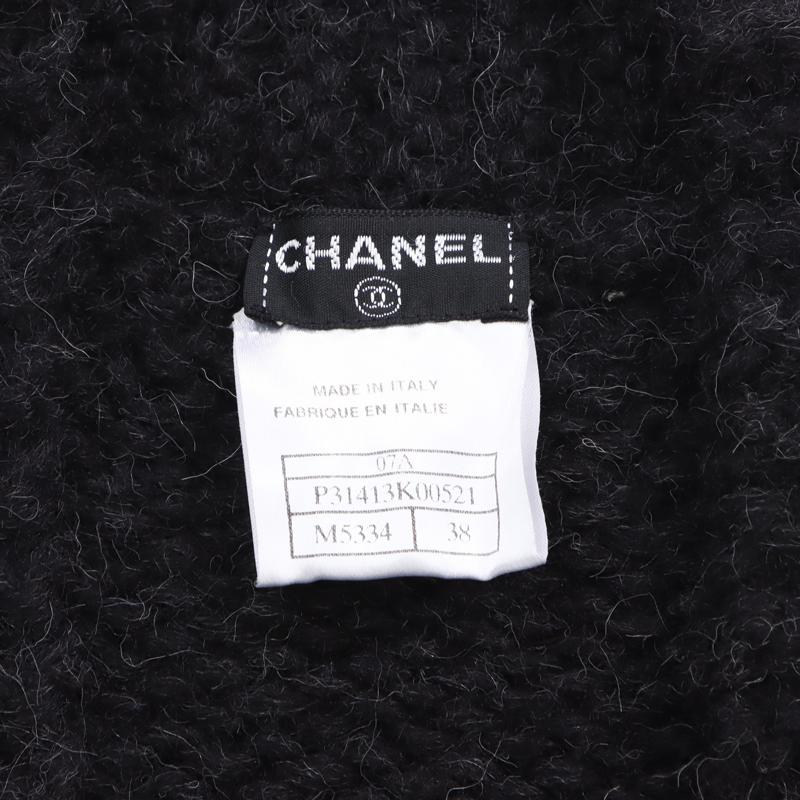 CHANEL
MADE IN ITALY
FABRIQUE EN ITALIE
07A
P31413K00521
M5334 38